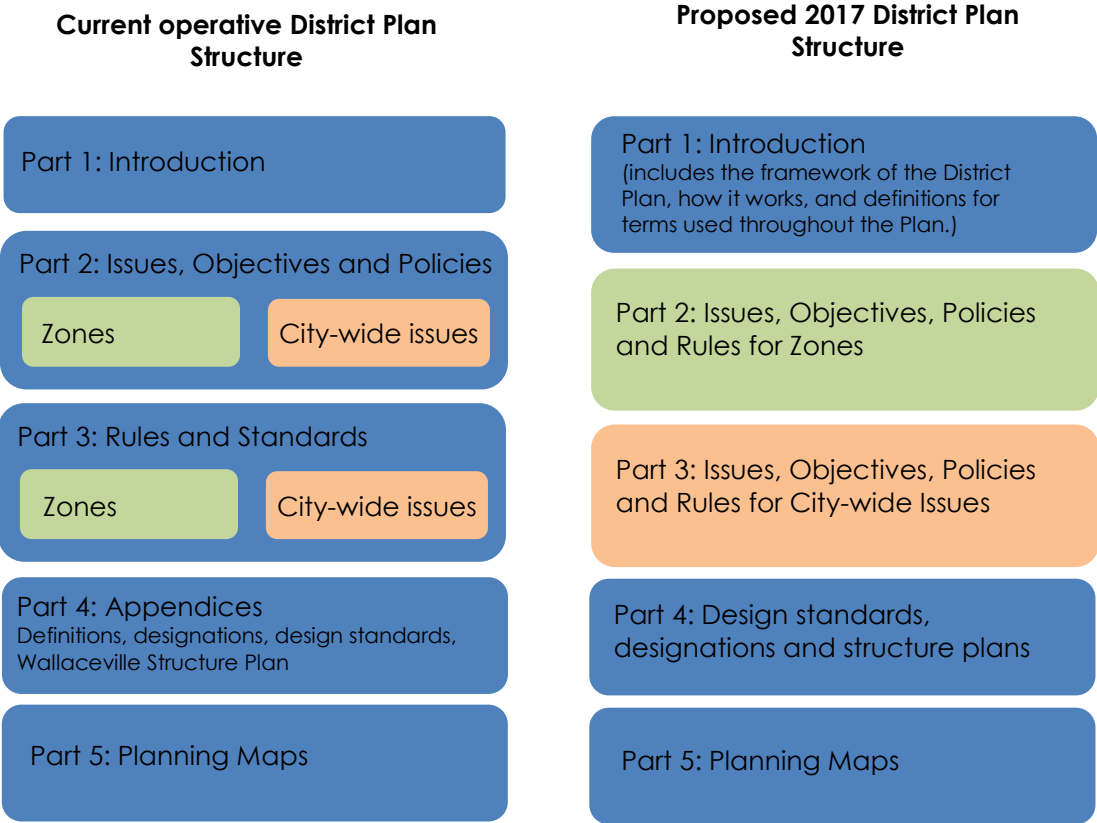 Current operative District Plan
Structure
Part 1: Introduction
Part 2: Issues, Objectives and Policies
Zones
City-wide issues
Part 3: Rules and Standards
Zones
City-wide issues
Part 4: Appendices
Definitions, designations, design standards,
Wallaceville Structure Plan
Part 5: Planning Maps
Proposed 2017 District Plan
Structure
Part 1: Introduction
(includes the framework of the District
Plan, how it works, and definitions for
terms used throughout the Plan.)
Part 2: Issues, Objectives, Policies
and Rules for Zones
Part 3: Issues, Objectives, Policies
and Rules for City-wide Issues
Part 4: Design standards,
designations and structure plans
Part 5: Planning Maps